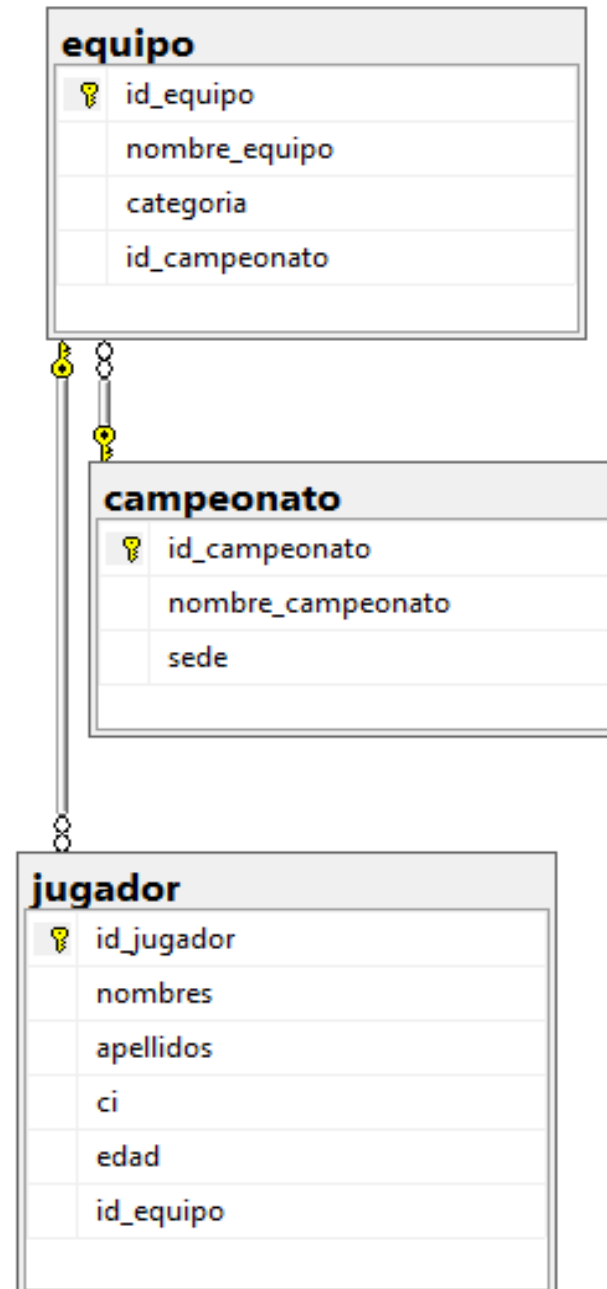 equipo
id_equipo
nombre_equipo
categoria
id_campeonato
campeonato
id_campeonato
nombre_campeonato
sede
jugador
id_jugador
nombres
apellidos
ci
edad
id_equipo